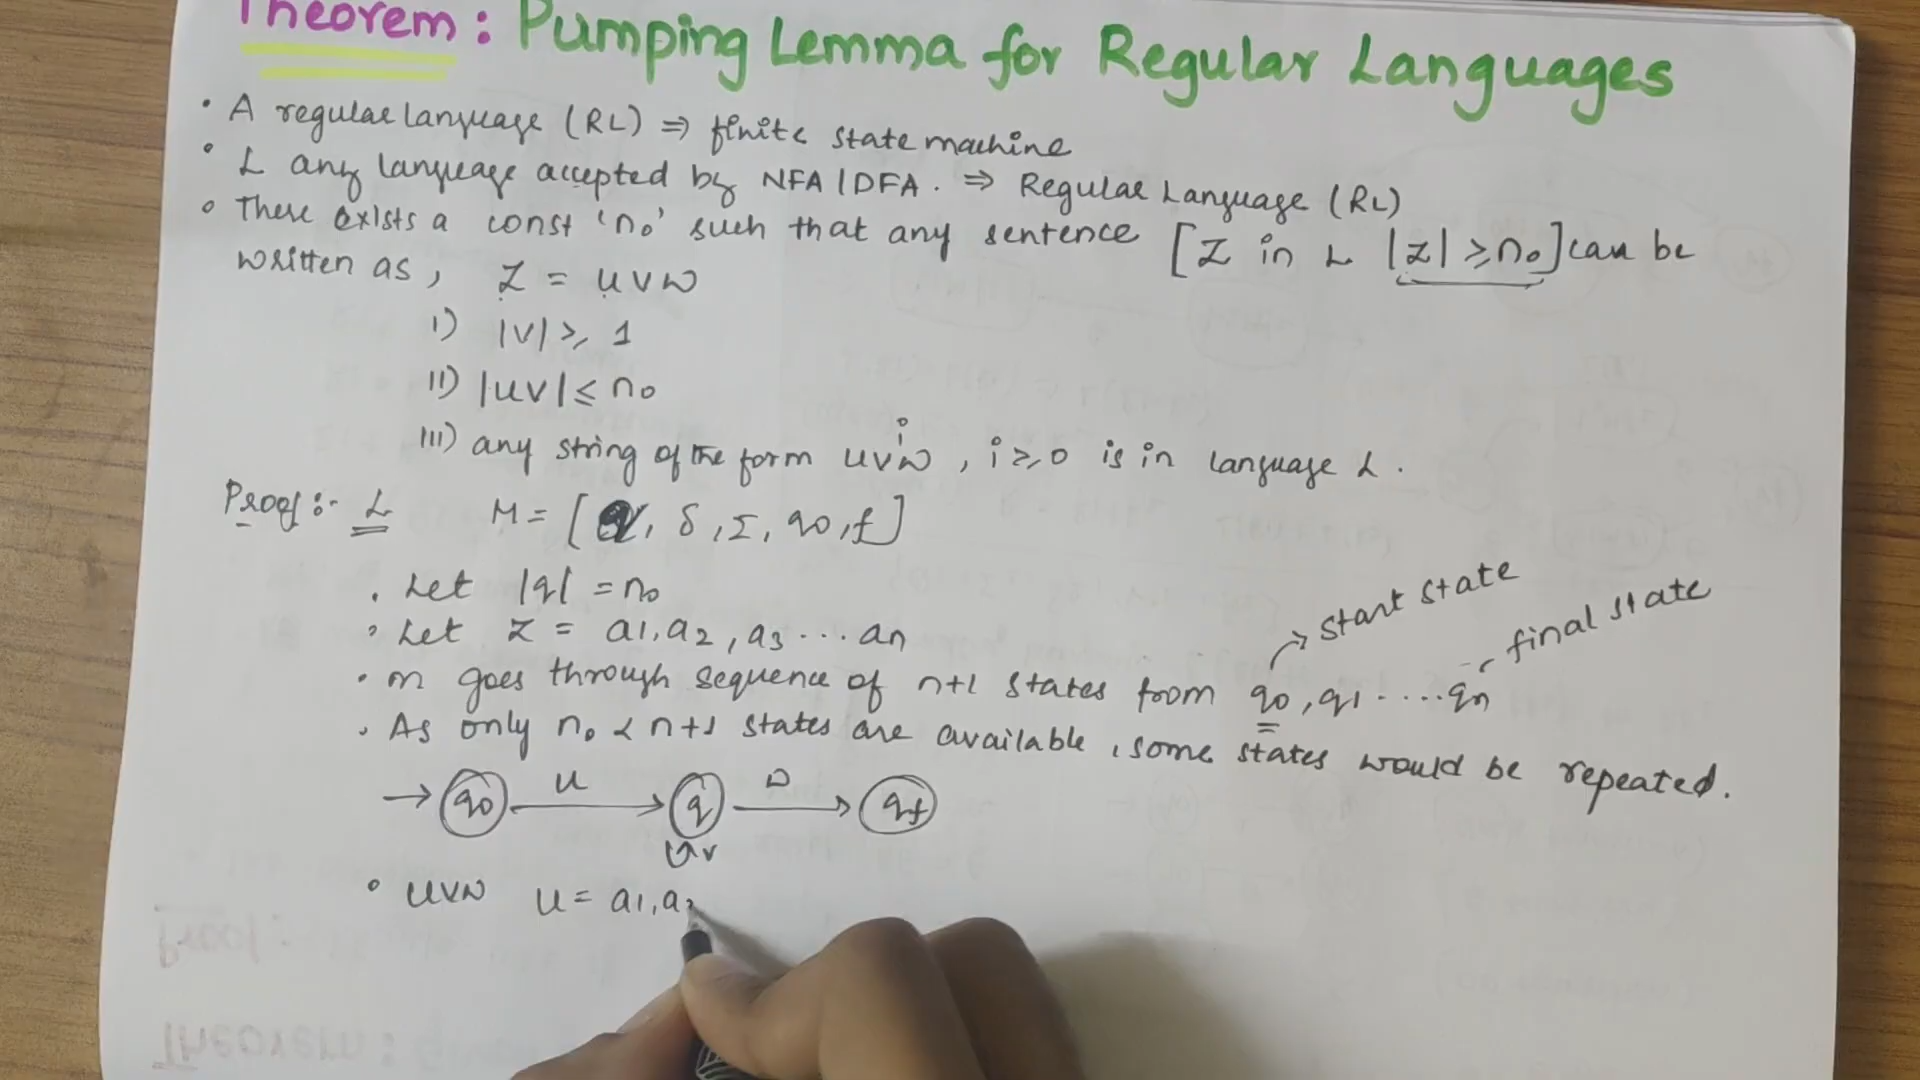 Theorem: Pumping Lemma for Regular Languages
• A regular language (RL) ⇒ finite state machine
• L any language accepted by NFA|DFA. ⇒ Regular Language (RL)
• There exists a const 'n₀' such that any sentence [Z in L |z| ≥ n₀] can be
written as, Z = uvw
i) |v| ≥ 1
ii) |uv| ≤ n₀
iii) any string of the form uvⁱw, i ≥ 0 is in language L.
Proof:- L M = [q, δ, Σ, q0, f]
• Let |q| = n₀
• Let z = a1, a2, a3... an
→ start state
final state
• m goes through sequence of n+1 states from q0, q1 .... qn
• As only n₀ < n+1 states are available, some states would be repeated.
→ q0 u → q → qf
v
• uvw u = a1, a2
Proof:
Theorem: